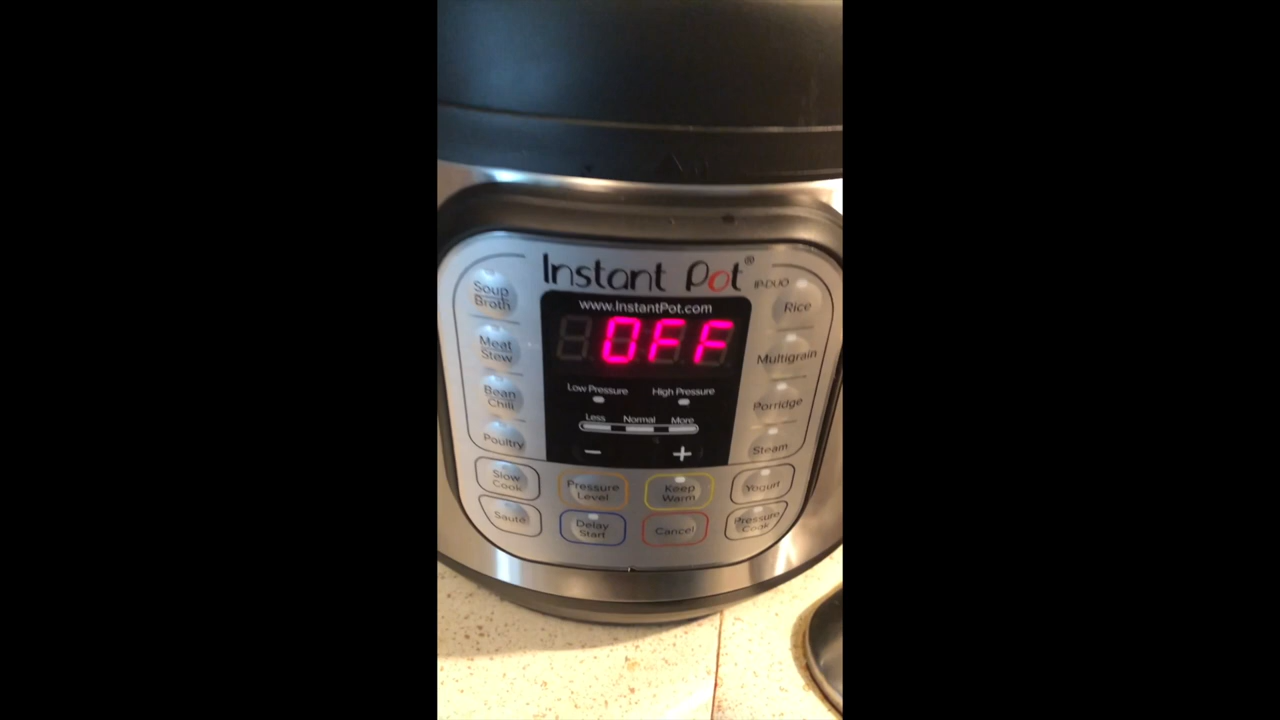 Instant Pot®
IP-DUO
www.InstantPot.com
OFF
Low Pressure
High Pressure
Less
Normal
More
−
+
Soup
Broth
Meat
Stew
Bean
Chili
Poultry
Slow
Cook
Sauté
Rice
Multigrain
Porridge
Steam
Yogurt
Pressure
Cook
Pressure
Level
Keep
Warm
Delay
Start
Cancel